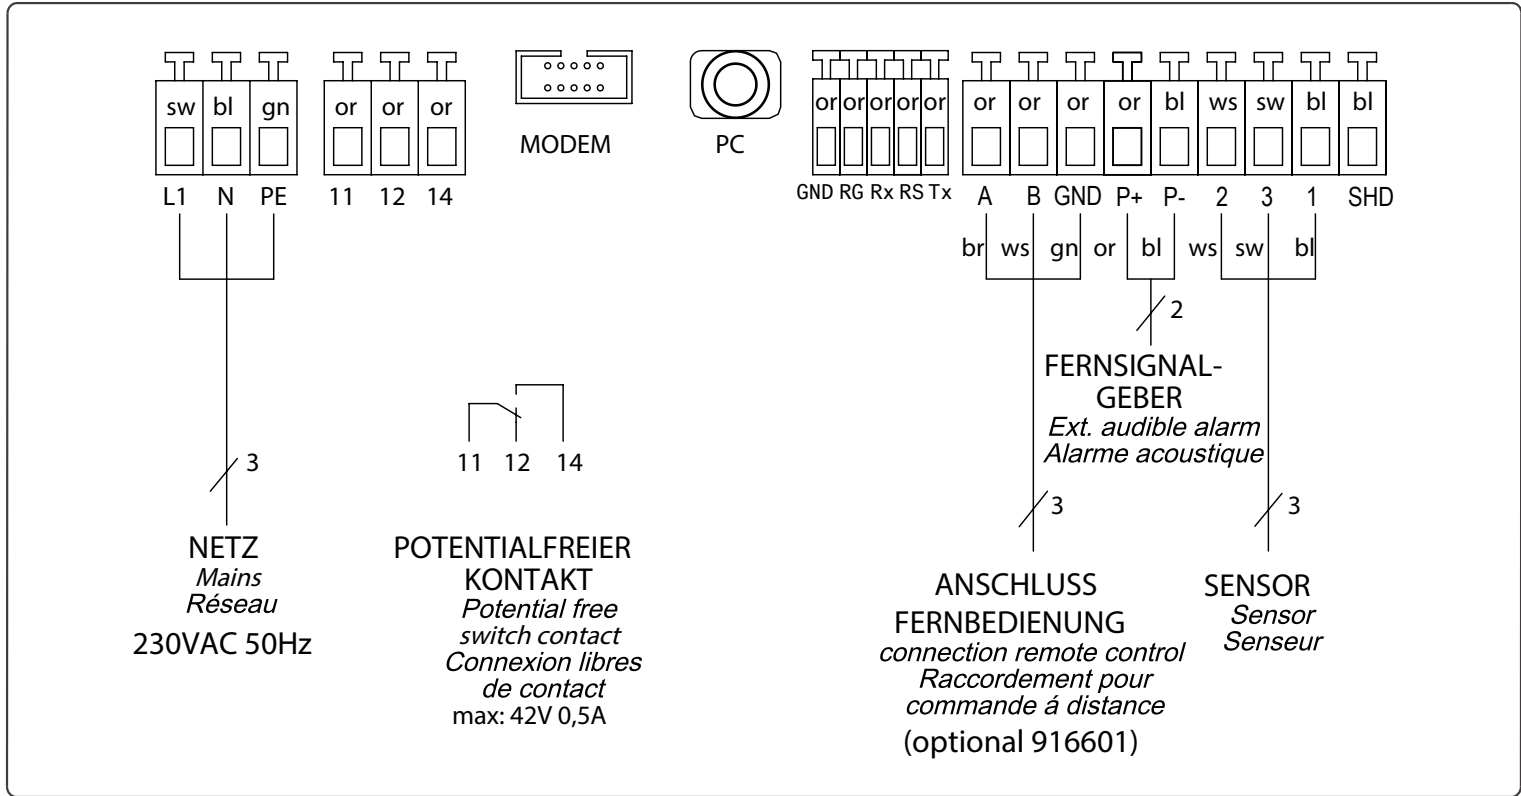 sw bl gn or or or or or or or or or or or or bl ws sw bl bl
MODEM PC
L1 N PE 11 12 14 GND RG Rx RS Tx A B GND P+ P- 2 3 1 SHD
br ws gn or bl ws sw bl
2
FERNSIGNAL-
GEBER
Ext. audible alarm
Alarme acoustique
11 12 14
3
3
3
NETZ
Mains
Réseau
230VAC 50Hz
POTENTIALFREIER
KONTAKT
Potential free
switch contact
Connexion libres
de contact
max: 42V 0,5A
ANSCHLUSS
FERNBEDIENUNG
connection remote control
Raccordement pour
commande á distance
(optional 916601)
SENSOR
Sensor
Senseur